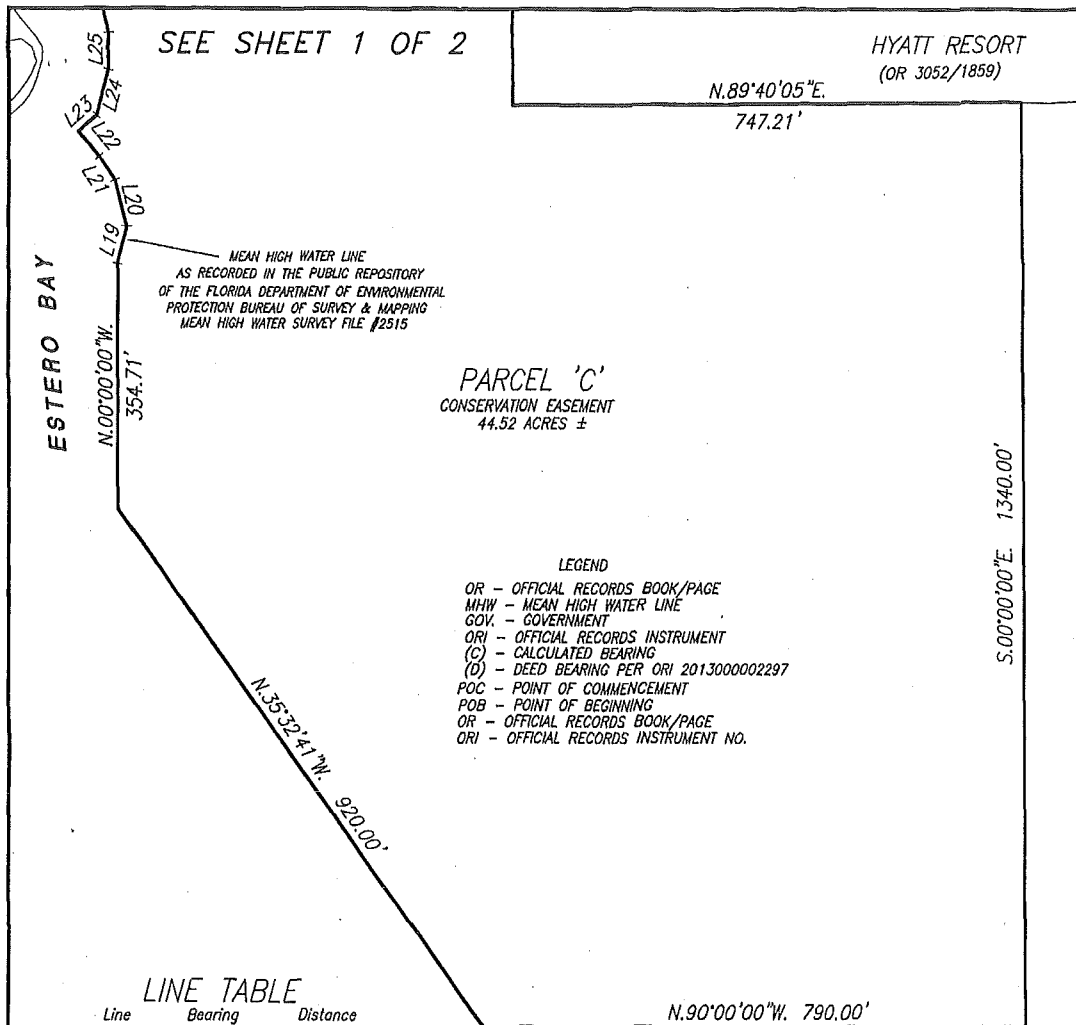 SEE SHEET 1 OF 2
HYATT RESORT
(OR 3052/1859)
N.89°40'05"E.
747.21'
L25
L24
L23
L22
L21
L20
L19
MEAN HIGH WATER LINE
AS RECORDED IN THE PUBLIC REPOSITORY
OF THE FLORIDA DEPARTMENT OF ENVIRONMENTAL
PROTECTION BUREAU OF SURVEY & MAPPING
MEAN HIGH WATER SURVEY FILE #2515
ESTERO BAY
N.00°00'00"W.
354.71'
PARCEL 'C'
CONSERVATION EASEMENT
44.52 ACRES ±
S.00°00'00"E. 1340.00'
LEGEND
OR – OFFICIAL RECORDS BOOK/PAGE
MHW – MEAN HIGH WATER LINE
GOV. – GOVERNMENT
ORI – OFFICIAL RECORDS INSTRUMENT
(C) – CALCULATED BEARING
(D) – DEED BEARING PER ORI 2013000002297
POC – POINT OF COMMENCEMENT
POB – POINT OF BEGINNING
OR – OFFICIAL RECORDS BOOK/PAGE
ORI – OFFICIAL RECORDS INSTRUMENT NO.
N.35°32'41"W. 920.00'
LINE TABLE
Line Bearing Distance
N.90°00'00"W. 790.00'